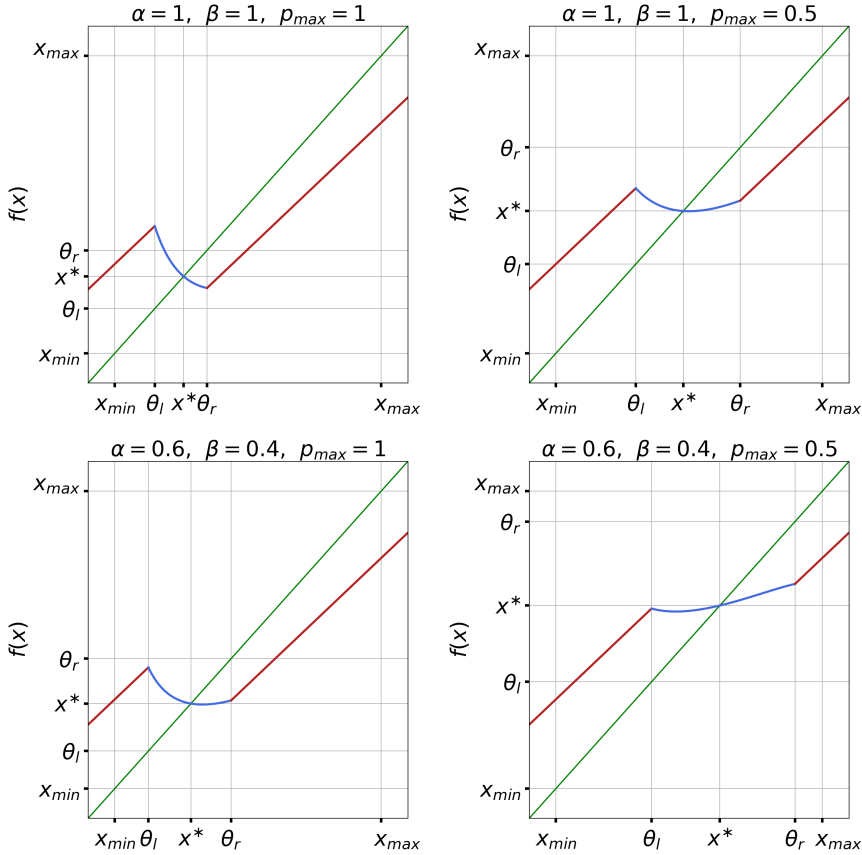 α = 1, β = 1, p_max = 1
f(x)
x_max
θ_r
x*
θ_l
x_min
x_min θ_l x* θ_r x_max
α = 1, β = 1, p_max = 0.5
f(x)
x_max
θ_r
x*
θ_l
x_min
x_min θ_l x* θ_r x_max
α = 0.6, β = 0.4, p_max = 1
f(x)
x_max
θ_r
x*
θ_l
x_min
x_min θ_l x* θ_r x_max
α = 0.6, β = 0.4, p_max = 0.5
f(x)
x_max
θ_r
x*
θ_l
x_min
x_min θ_l x* θ_r x_max